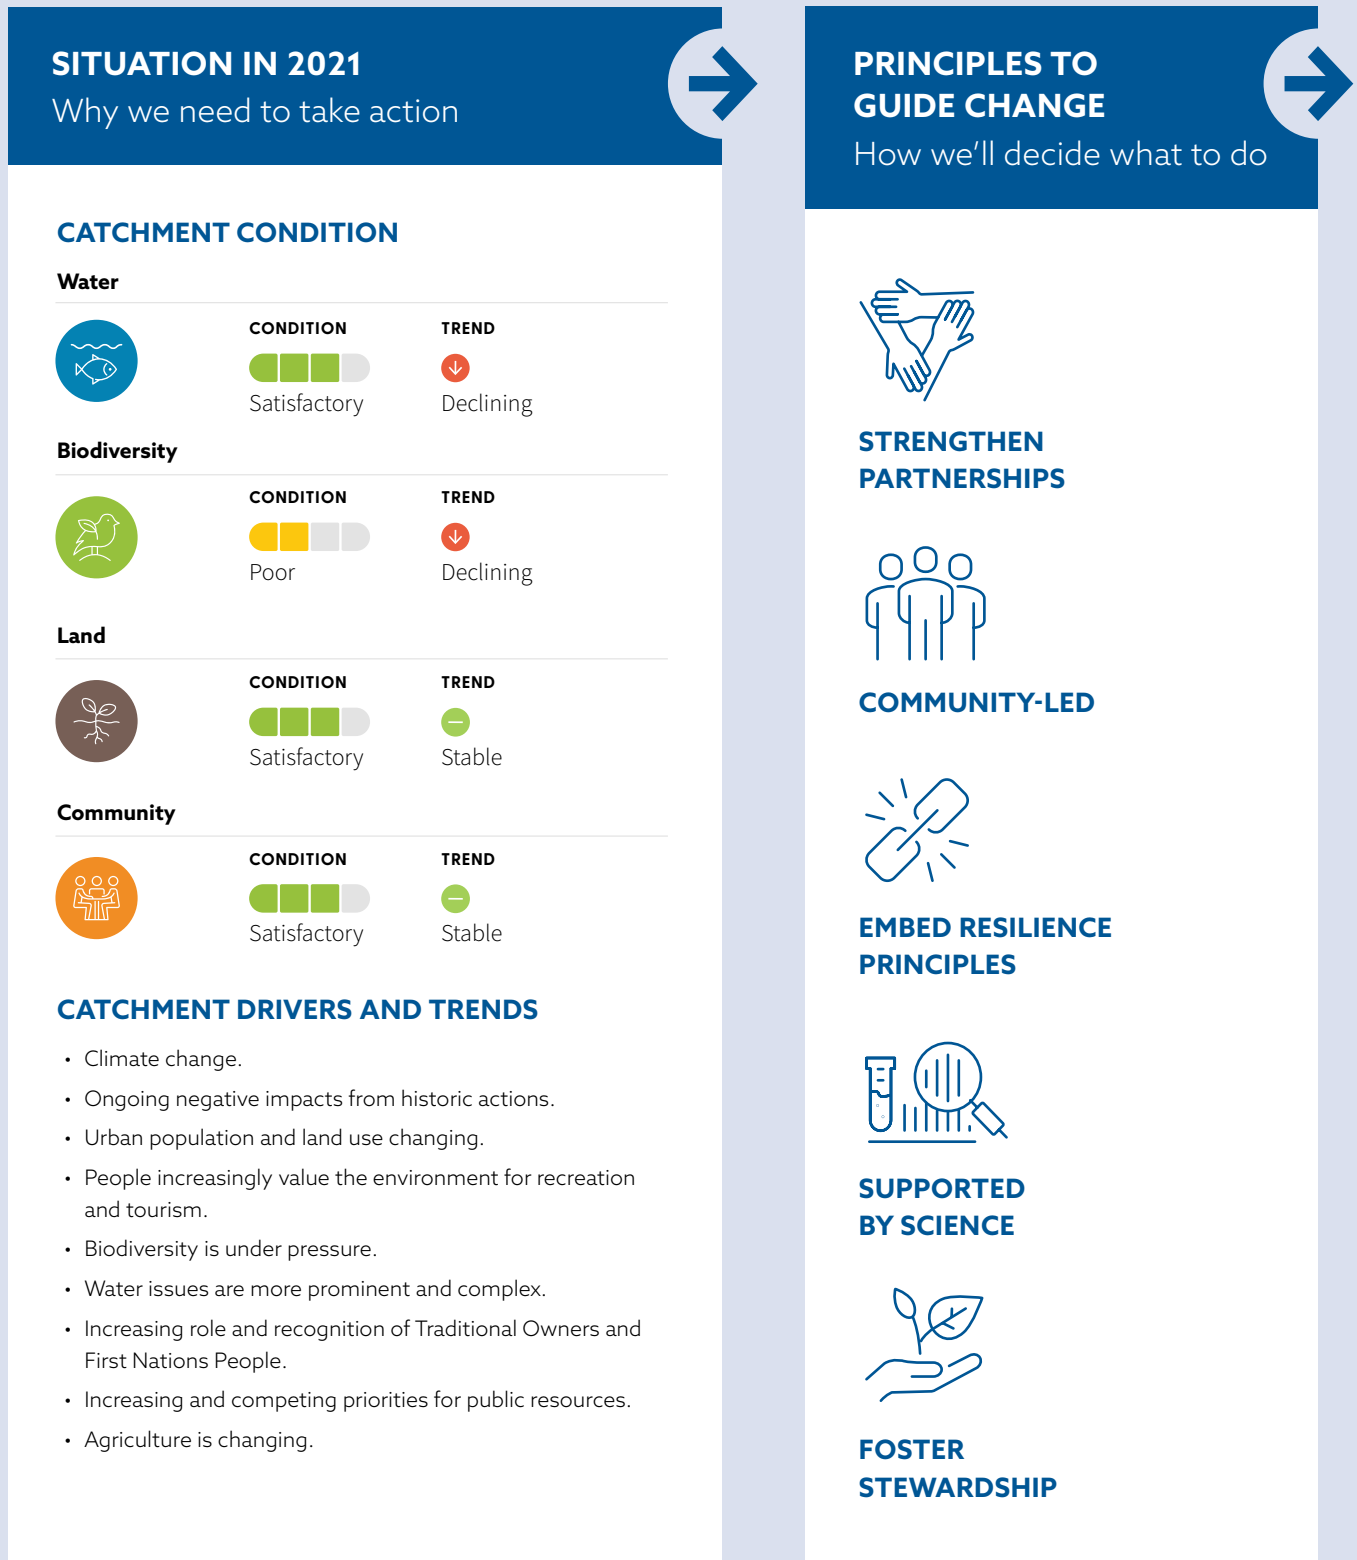 SITUATION IN 2021
Why we need to take action
CATCHMENT CONDITION
Water
CONDITION
TREND
Satisfactory
Declining
Biodiversity
CONDITION
TREND
Poor
Declining
Land
CONDITION
TREND
Satisfactory
Stable
Community
CONDITION
TREND
Satisfactory
Stable
CATCHMENT DRIVERS AND TRENDS
• Climate change.
• Ongoing negative impacts from historic actions.
• Urban population and land use changing.
• People increasingly value the environment for recreation
and tourism.
• Biodiversity is under pressure.
• Water issues are more prominent and complex.
• Increasing role and recognition of Traditional Owners and
First Nations People.
• Increasing and competing priorities for public resources.
• Agriculture is changing.
PRINCIPLES TO
GUIDE CHANGE
How we’ll decide what to do
STRENGTHEN
PARTNERSHIPS
COMMUNITY-LED
EMBED RESILIENCE
PRINCIPLES
SUPPORTED
BY SCIENCE
FOSTER
STEWARDSHIP